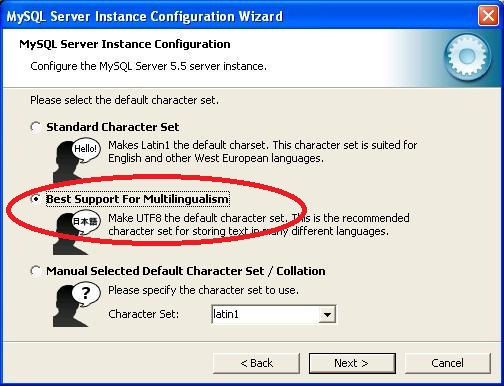 MySQL Server Instance Configuration Wizard
MySQL Server Instance Configuration
Configure the MySQL Server 5.5 server instance.
Please select the default character set.
Standard Character Set
Hello!
Makes Latin1 the default charset. This character set is suited for
English and other West European languages.
Best Support For Multilingualism
日本語
Make UTF8 the default character set. This is the recommended
character set for storing text in many different languages.
Manual Selected Default Character Set / Collation
?
Please specify the character set to use.
Character Set: latin1
< Back Next > Cancel